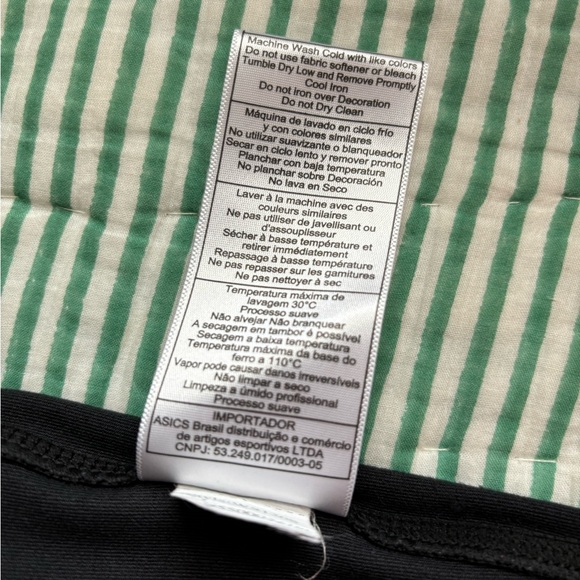 Machine Wash Cold with like colors
Do not use fabric softener or bleach
Tumble Dry Low and Remove Promptly
Cool Iron
Do not Iron over Decoration
Do not Dry Clean
Máquina de lavado en ciclo frío
y con colores similares
No utilizar suavizante o blanqueador
Secar en ciclo lento y remover pronto
Planchar con baja temperatura
No planchar sobre Decoración
No lava en Seco
Laver à la machine avec des
couleurs similaires
Ne pas utiliser de javellisant ou
d'assouplisseur
Sécher à basse température et
retirer immédiatement
Repassage à basse température
Ne pas repasser sur les garnitures
Ne pas nettoyer à sec
Temperatura máxima de
lavagem 30°C
Processo suave
Não alvejar Não branquear
A secagem em tambor é possível
Secagem a baixa temperatura
Temperatura máxima da base do
ferro a 110°C
Vapor pode causar danos irreversíveis
Não limpar a seco
Limpeza a úmido profissional
Processo suave
IMPORTADOR
ASICS Brasil distribuição e comércio
de artigos esportivos LTDA
CNPJ: 53.249.017/0003-05